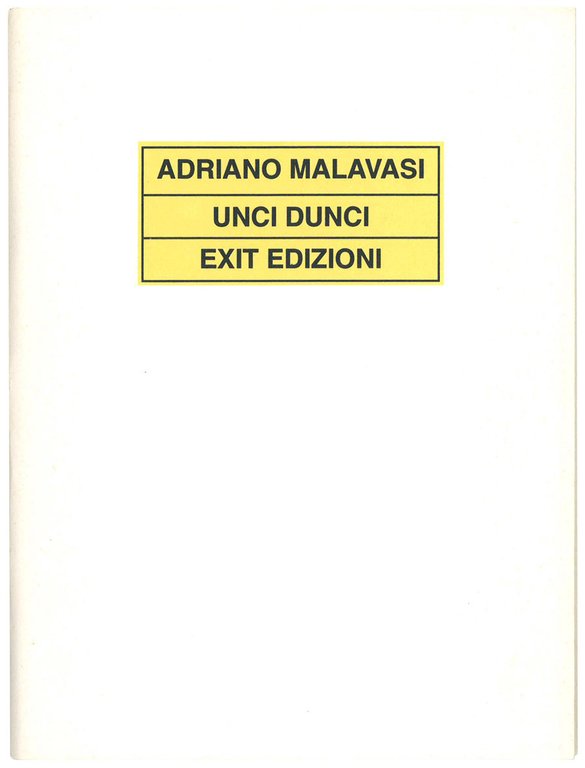 ADRIANO MALAVASI
UNCI DUNCI
EXIT EDIZIONI